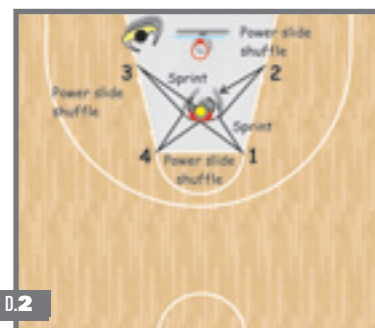 Power slide
shuffle
3
2
Sprint
Power slide
shuffle
Sprint
4
Power slide
shuffle
1
D.2